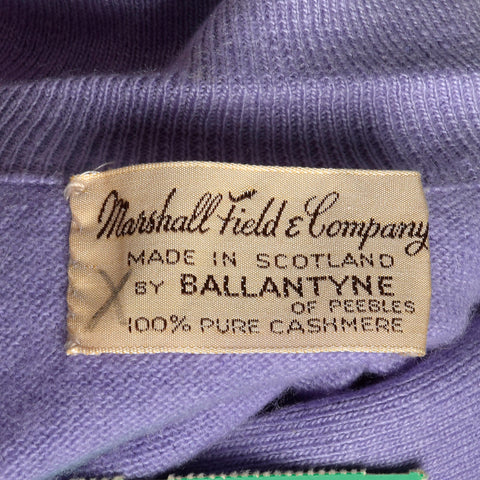 Marshall Field & Company
MADE IN SCOTLAND
BY BALLANTYNE
OF PEEBLES
100% PURE CASHMERE
X